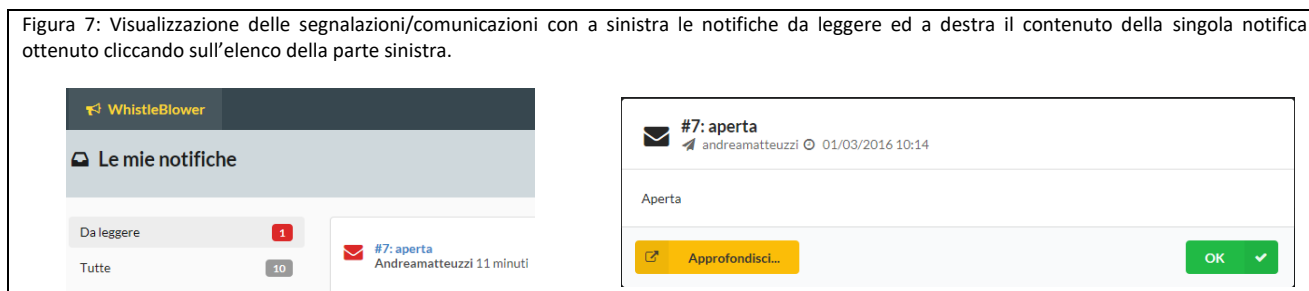 Figura 7: Visualizzazione delle segnalazioni/comunicazioni con a sinistra le notifiche da leggere ed a destra il contenuto della singola notifica
ottenuto cliccando sull'elenco della parte sinistra.
WhistleBlower
Le mie notifiche
Da leggere 1
Tutte 10
#7: aperta
Andreamatteuzzi 11 minuti
#7: aperta
andreamatteuzzi 01/03/2016 10:14
Aperta
Approfondisci...
OK